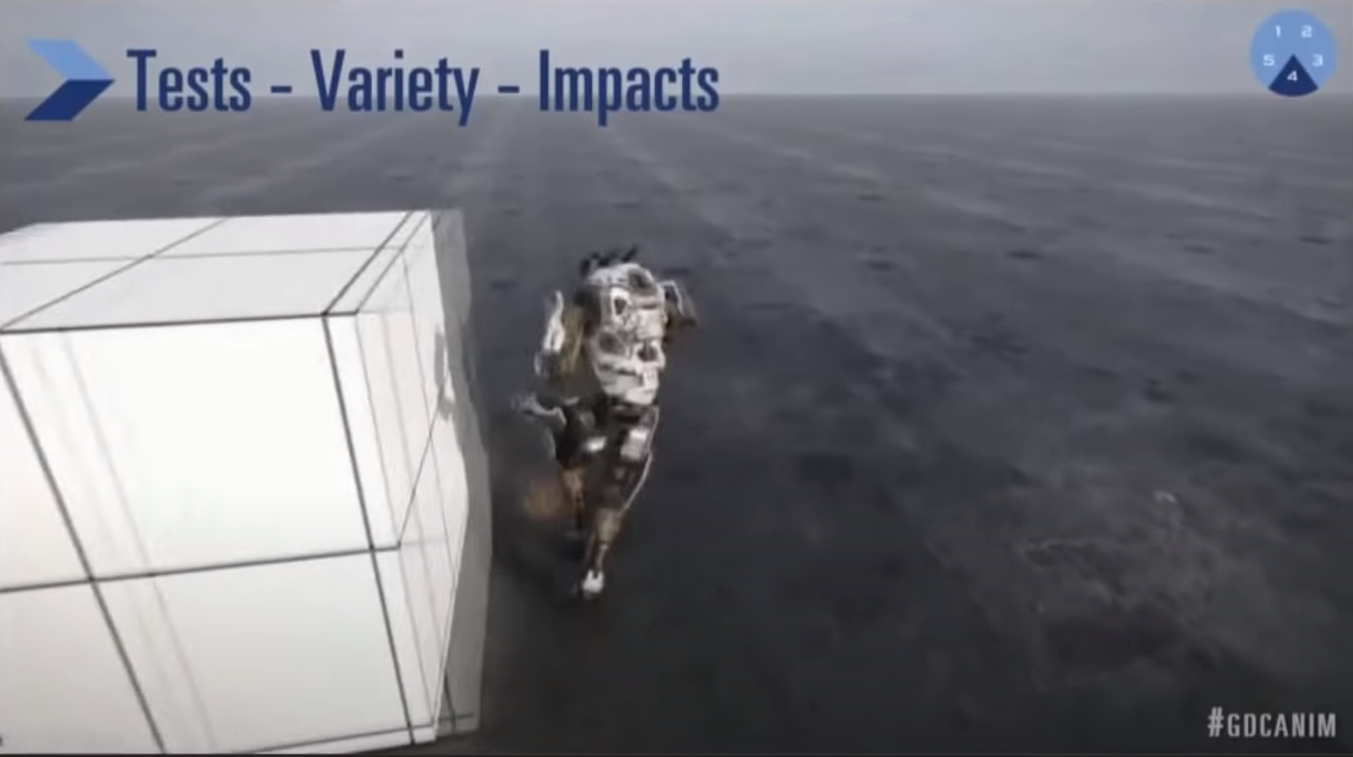 Tests - Variety - Impacts
1 2
5 3
4
#GDCANIM